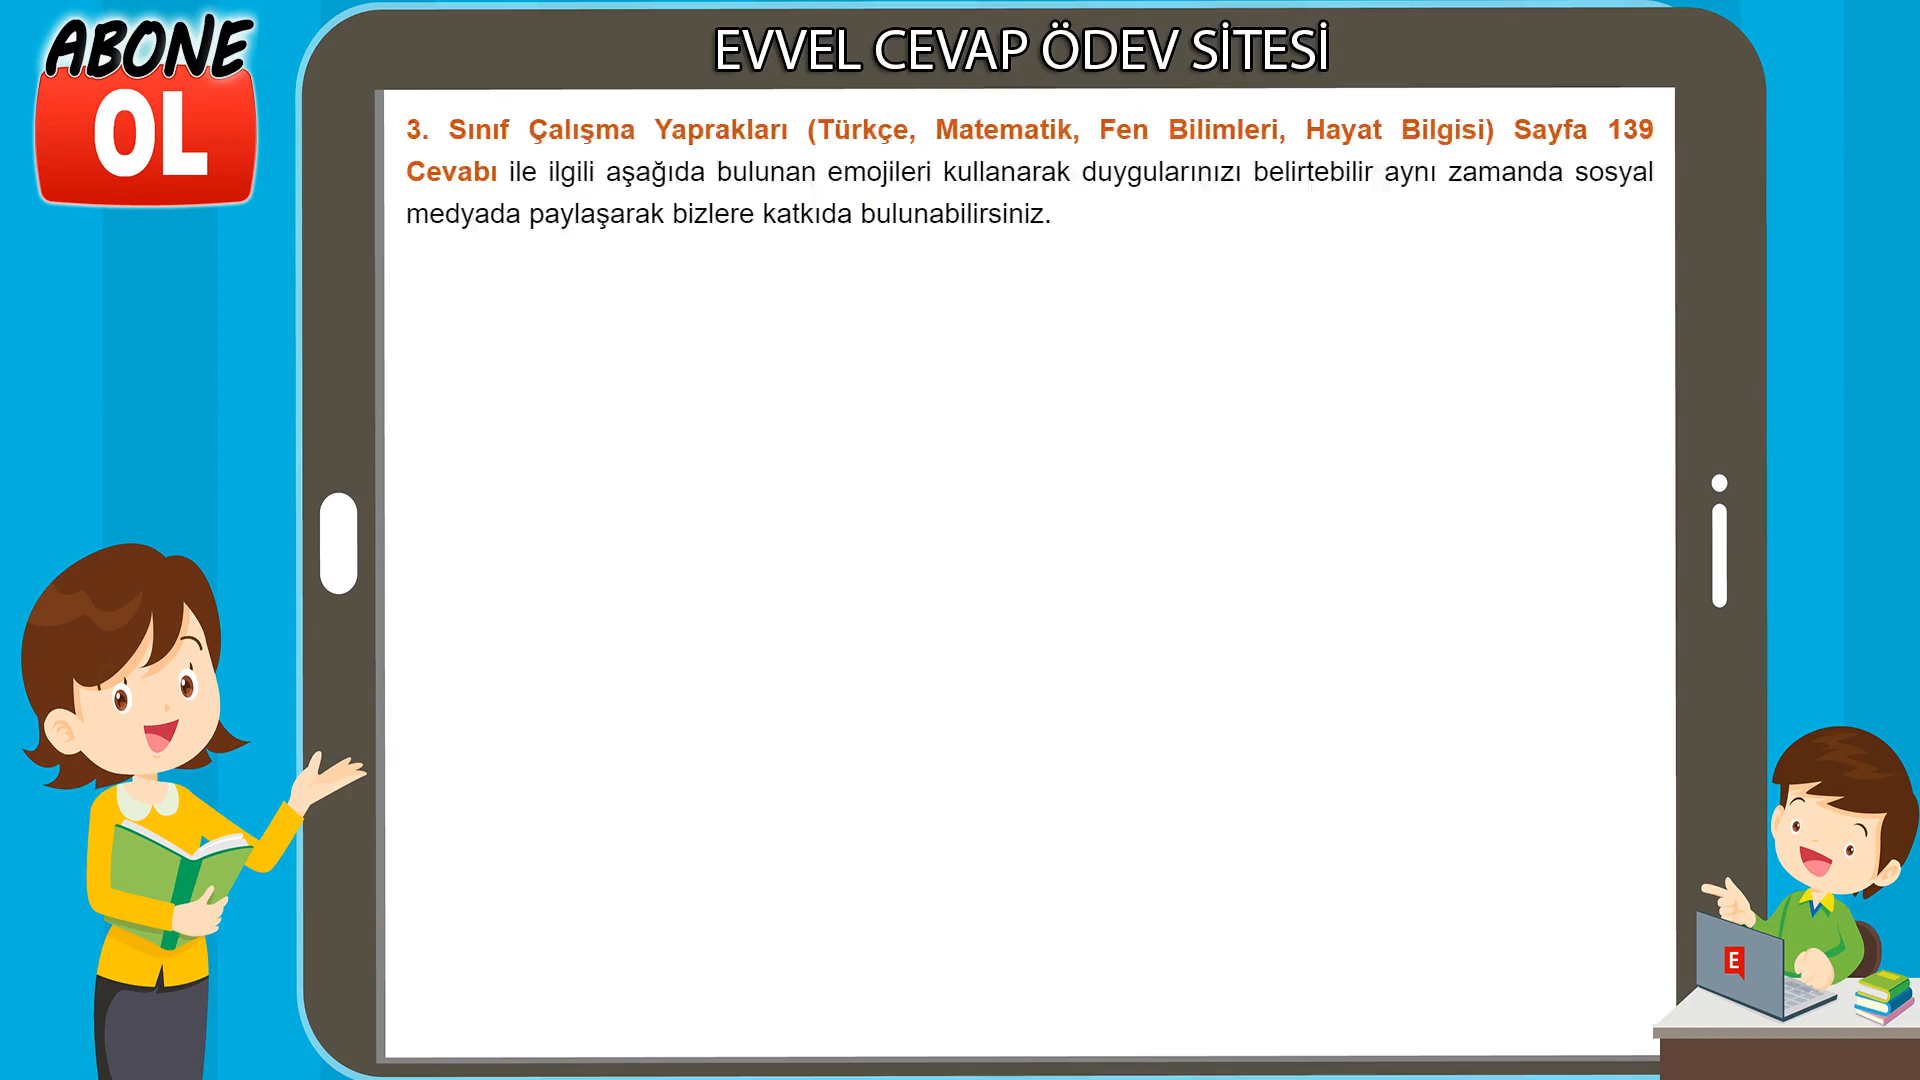 ABONE
OL
EVVEL CEVAP ÖDEV SİTESİ
3. Sınıf Çalışma Yaprakları (Türkçe, Matematik, Fen Bilimleri, Hayat Bilgisi) Sayfa 139
Cevabı ile ilgili aşağıda bulunan emojileri kullanarak duygularınızı belirtebilir aynı zamanda sosyal
medyada paylaşarak bizlere katkıda bulunabilirsiniz.
E